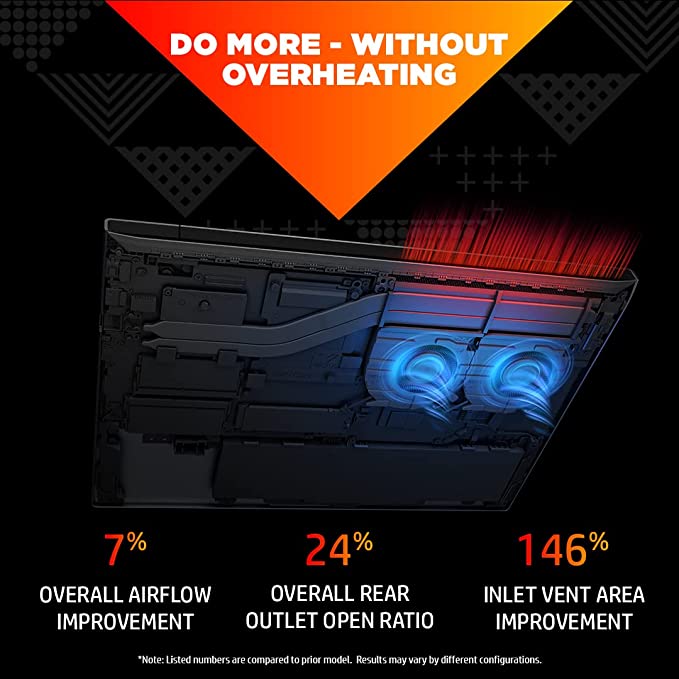 DO MORE - WITHOUT
OVERHEATING
7%
24%
146%
OVERALL AIRFLOW
IMPROVEMENT
OVERALL REAR
OUTLET OPEN RATIO
INLET VENT AREA
IMPROVEMENT
*Note: Listed numbers are compared to prior model. Results may vary by different configurations.